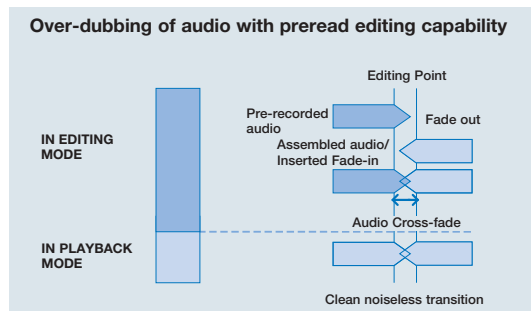 Over-dubbing of audio with preread editing capability
Editing Point
Pre-recorded
audio
Fade out
IN EDITING
MODE
Assembled audio/
Inserted Fade-in
Audio Cross-fade
IN PLAYBACK
MODE
Clean noiseless transition